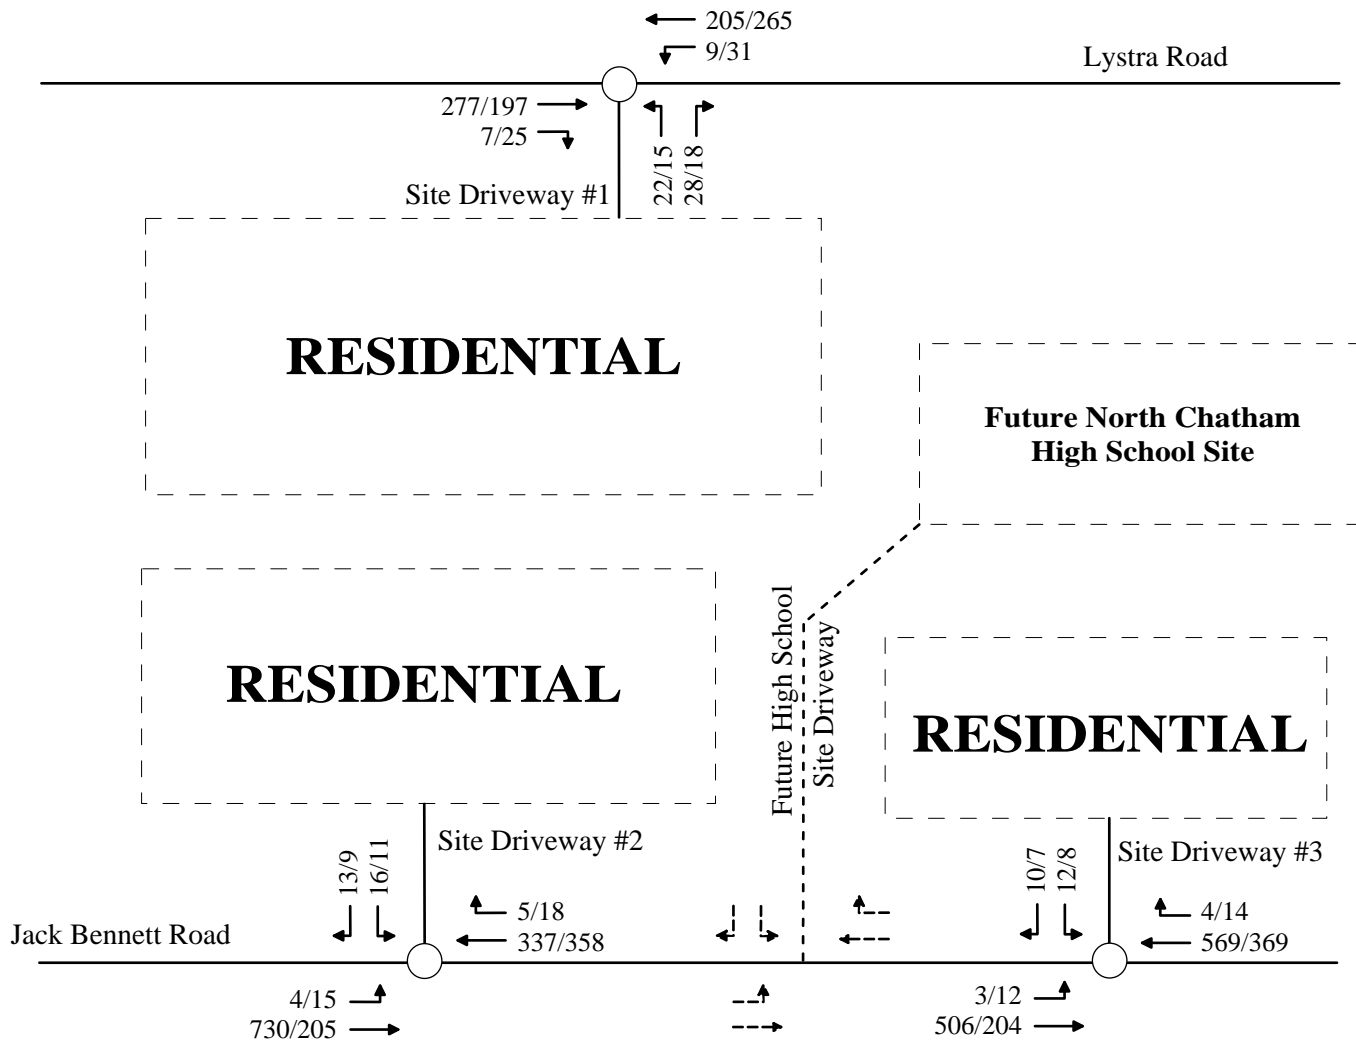 205/265
9/31
Lystra Road
277/197
7/25
22/15
28/18
Site Driveway #1
RESIDENTIAL
Future North Chatham
High School Site
Future High School
Site Driveway
RESIDENTIAL
RESIDENTIAL
13/9
16/11
Site Driveway #2
10/7
12/8
Site Driveway #3
5/18
4/14
Jack Bennett Road
337/358
569/369
4/15
3/12
730/205
506/204